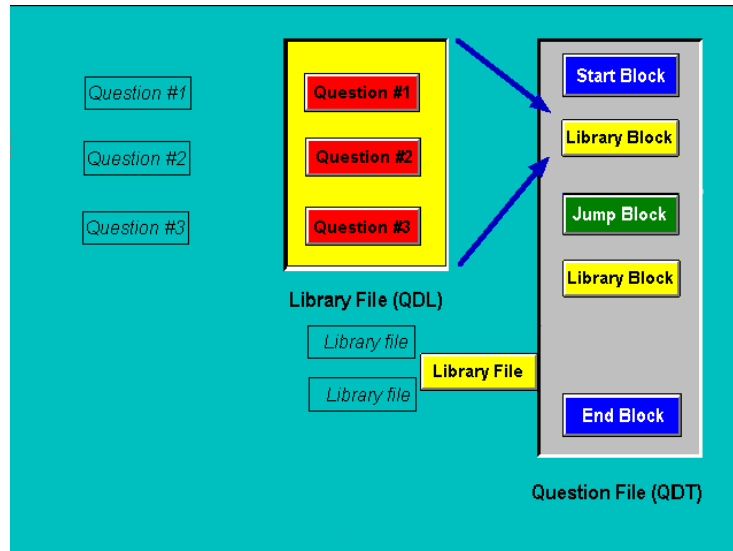 Question #1
Question #2
Question #3
Question #1
Question #2
Question #3
Library File (QDL)
Library file
Library file
Library File
Start Block
Library Block
Jump Block
Library Block
End Block
Question File (QDT)